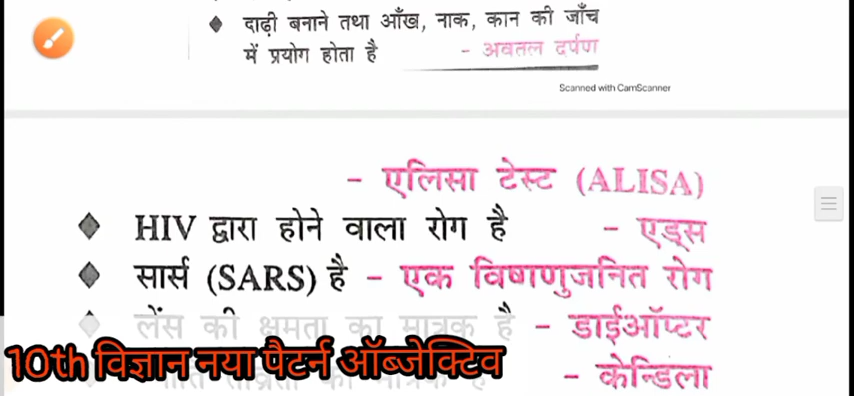 ◆ दाढ़ी बनाने तथा आँख, नाक, कान की जाँच
में प्रयोग होता है - अवतल दर्पण
Scanned with CamScanner
- एलिसा टेस्ट (ALISA)
◆ HIV द्वारा होने वाला रोग है - एड्स
◆ सार्स (SARS) है - एक विषाणुजनित रोग
◆ लेंस की क्षमता का मात्रक है - डाईऑप्टर
10th विज्ञान नया पैटर्न ऑब्जेक्टिव
- केन्डिला